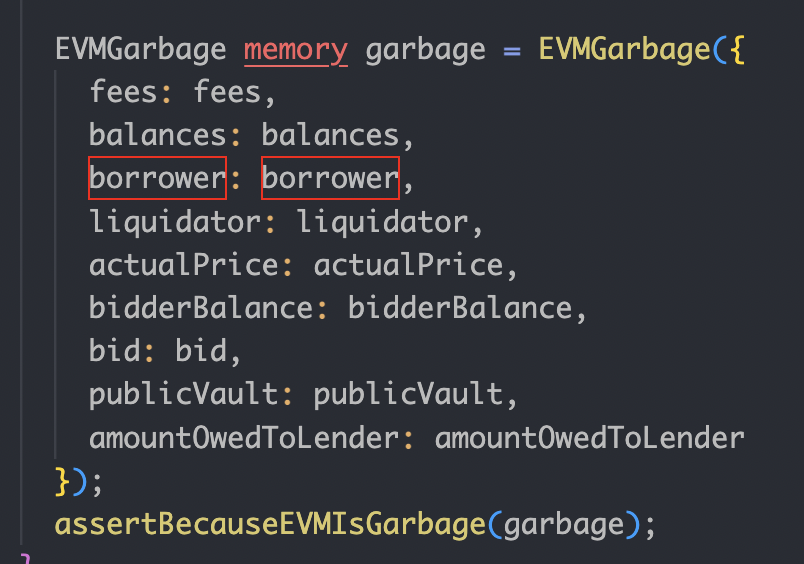 EVMGarbage memory garbage = EVMGarbage({
fees: fees,
balances: balances,
borrower: borrower,
liquidator: liquidator,
actualPrice: actualPrice,
bidderBalance: bidderBalance,
bid: bid,
publicVault: publicVault,
amountOwedToLender: amountOwedToLender
});
assertBecauseEVMIsGarbage(garbage);
}